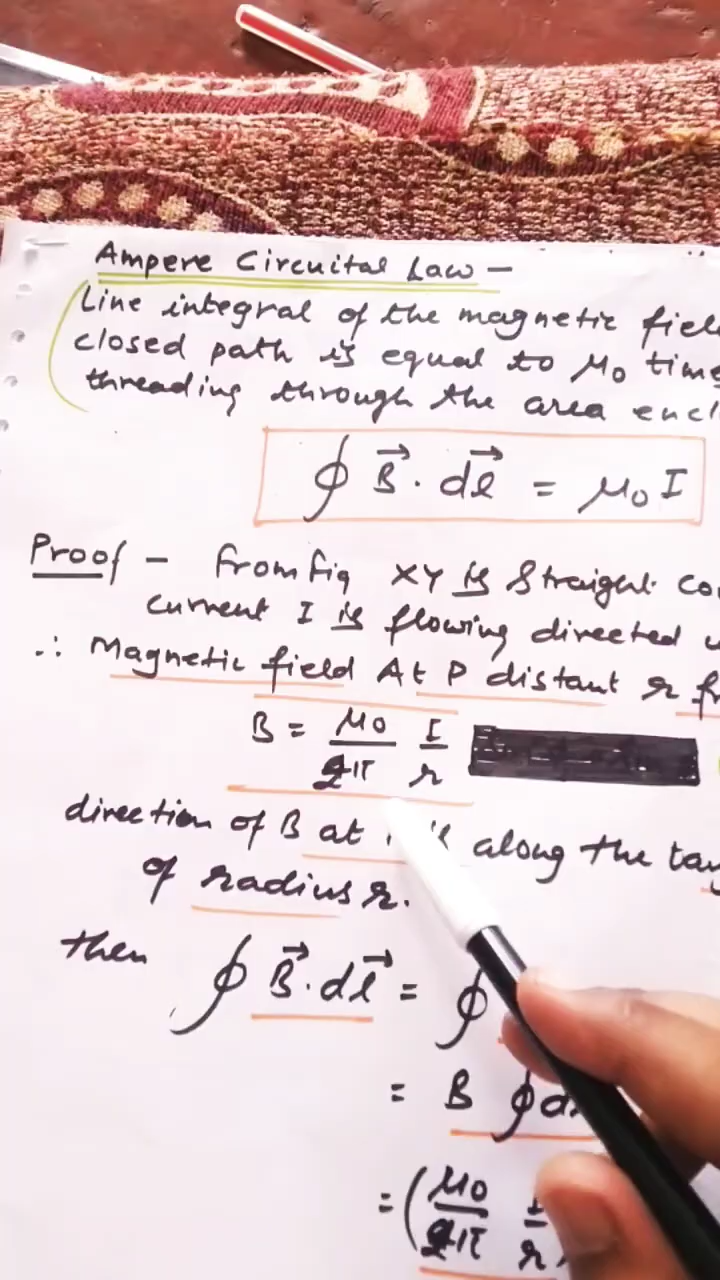 Ampere Circuital Law -
Line integral of the magnetic fiel
closed path is equal to μ0 time
threading through the area encl
∮ B⃗ . dl⃗ = μ0 I
Proof - From fig XY is straight co
current I is flowing directed
∴ Magnetic field At P distant r fr
B = μ0/2π I/r
direction of B at is along the tan
of radius r.
then ∮ B⃗ . dl⃗ = ∮
= B ∮ d
= (μ0/2π I/r